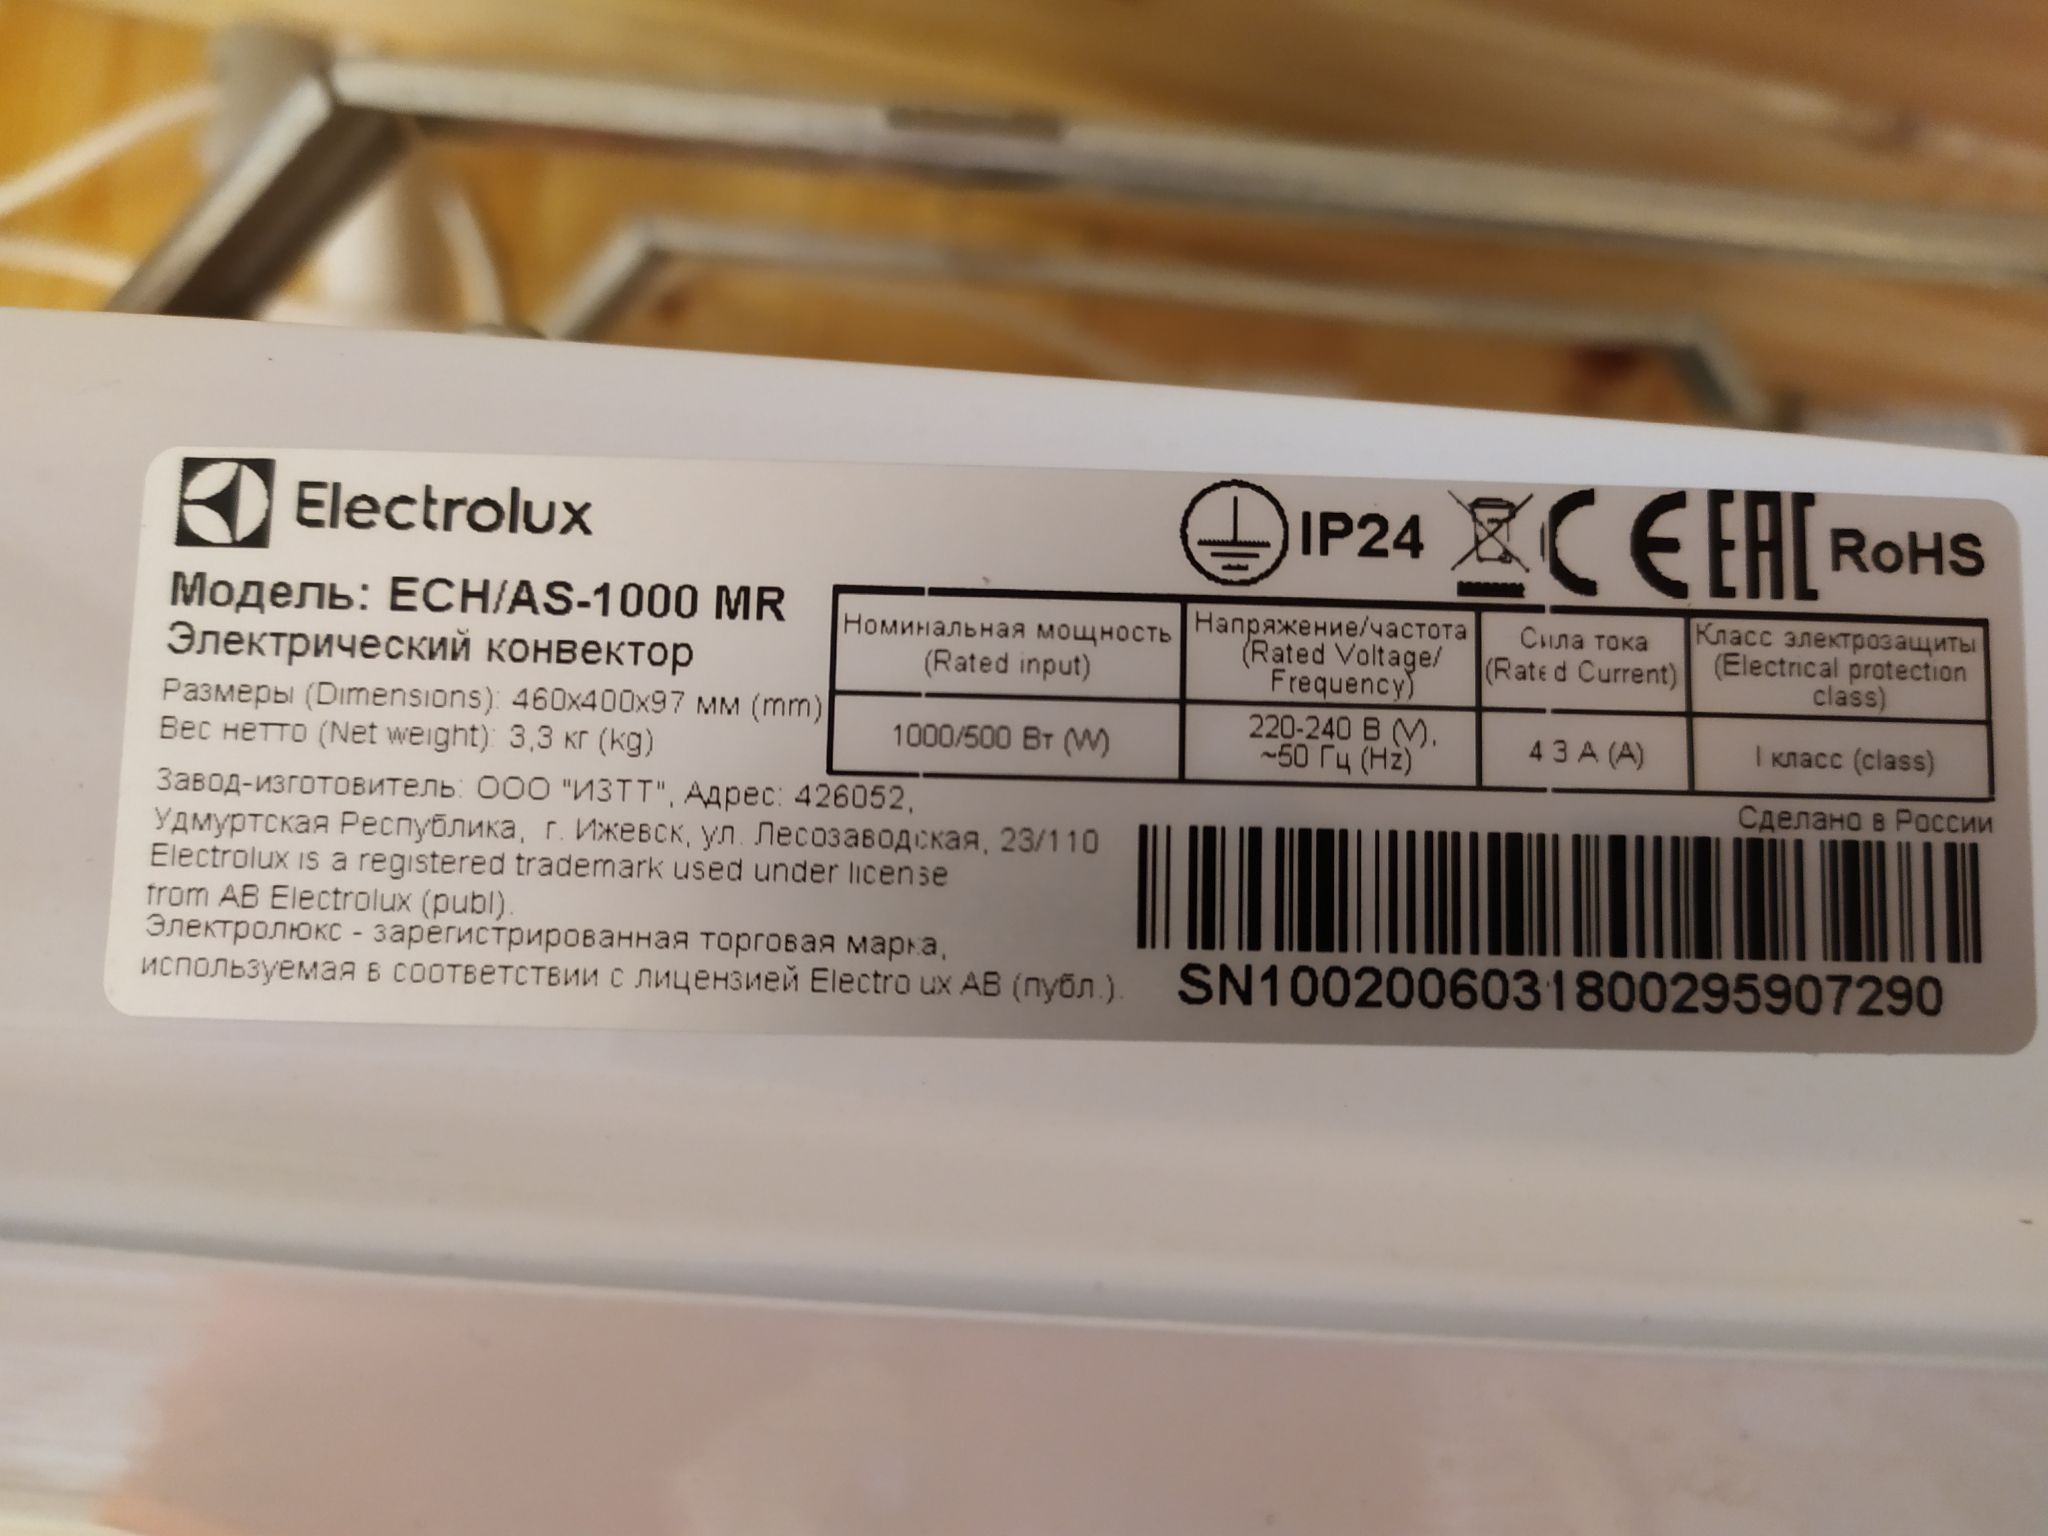 Electrolux
IP24 CE EAC RoHS
Модель: ECH/AS-1000 MR
Электрический конвектор
Размеры (Dimensions): 460x400x97 мм (mm)
Вес нетто (Net weight): 3,3 кг (kg)
Номинальная мощность
(Rated input)
1000/500 Вт (W)
Напряжение/частота
(Rated Voltage/
Frequency)
220-240 В (V),
~50 Гц (Hz)
Сила тока
(Rated Current)
4 3 А (A)
Класс электрозащиты
(Electrical protection
class)
I класс (class)
Завод-изготовитель: ООО "ИЗТТ", Адрес: 426052,
Удмуртская Республика, г. Ижевск, ул. Лесозаводская, 23/110
Electrolux is a registered trademark used under license
from AB Electrolux (publ).
Электролюкс - зарегистрированная торговая марка,
используемая в соответствии с лицензией Electro ux AB (публ.).
Сделано в России
SN1002006031800295907290